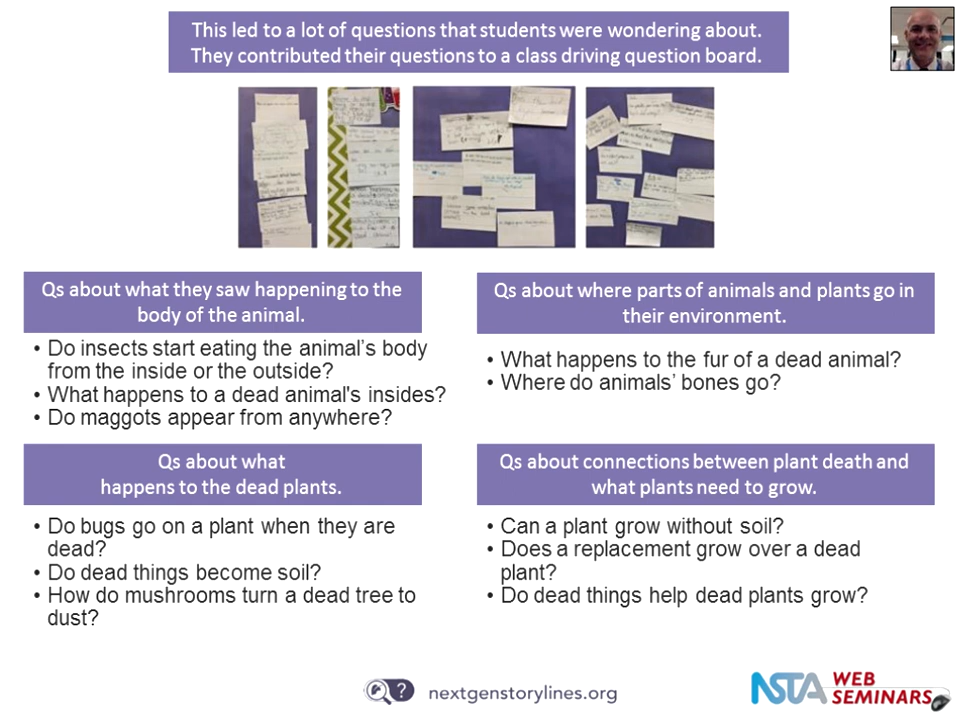 This led to a lot of questions that students were wondering about.
They contributed their questions to a class driving question board.
Qs about what they saw happening to the
body of the animal.
• Do insects start eating the animal's body
from the inside or the outside?
• What happens to a dead animal's insides?
• Do maggots appear from anywhere?
Qs about where parts of animals and plants go in
their environment.
• What happens to the fur of a dead animal?
• Where do animals' bones go?
Qs about what
happens to the dead plants.
• Do bugs go on a plant when they are
dead?
• Do dead things become soil?
• How do mushrooms turn a dead tree to
dust?
Qs about connections between plant death and
what plants need to grow.
• Can a plant grow without soil?
• Does a replacement grow over a dead
plant?
• Do dead things help dead plants grow?
?
nextgenstorylines.org
NSTA WEB
SEMINARS